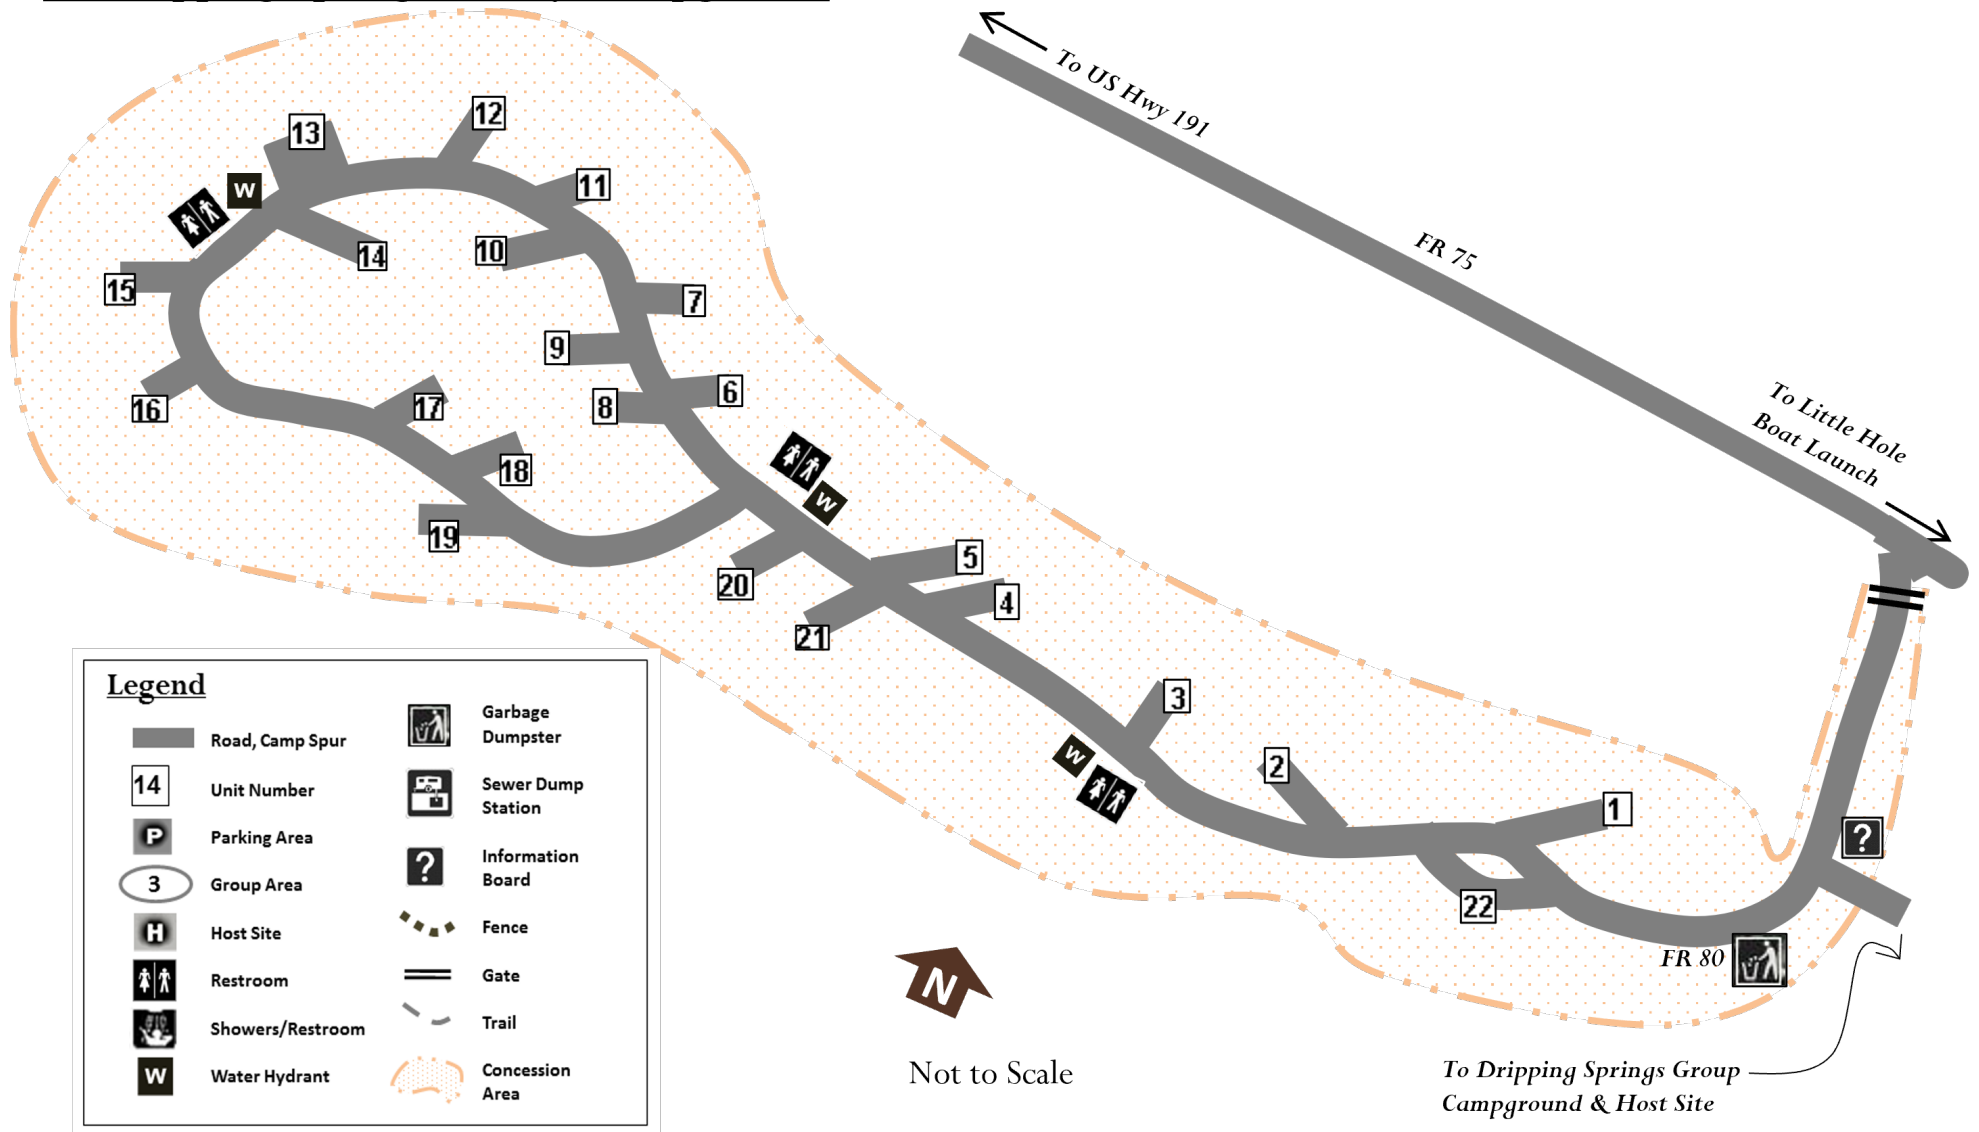 To US Hwy 191
FR 75
To Little Hole
Boat Launch
13
12
W
11
14
10
15
7
9
6
8
16
17
18
W
19
5
20
4
21
3
W
2
1
?
22
FR 80
N
Not to Scale
To Dripping Springs Group
Campground & Host Site
Legend
Road, Camp Spur
14
Unit Number
P
Parking Area
3
Group Area
H
Host Site
Restroom
Showers/Restroom
W
Water Hydrant
Garbage
Dumpster
Sewer Dump
Station
?
Information
Board
Fence
Gate
Trail
Concession
Area